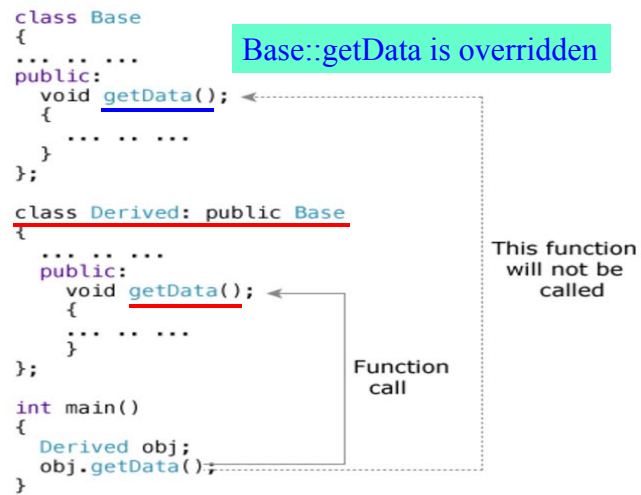 class Base
{
... .. ...
public:
void getData();
{
... .. ...
}
};
Base::getData is overridden
class Derived: public Base
{
... .. ...
public:
void getData();
{
... .. ...
}
};
This function
will not be
called
Function
call
int main()
{
Derived obj;
obj.getData();
}